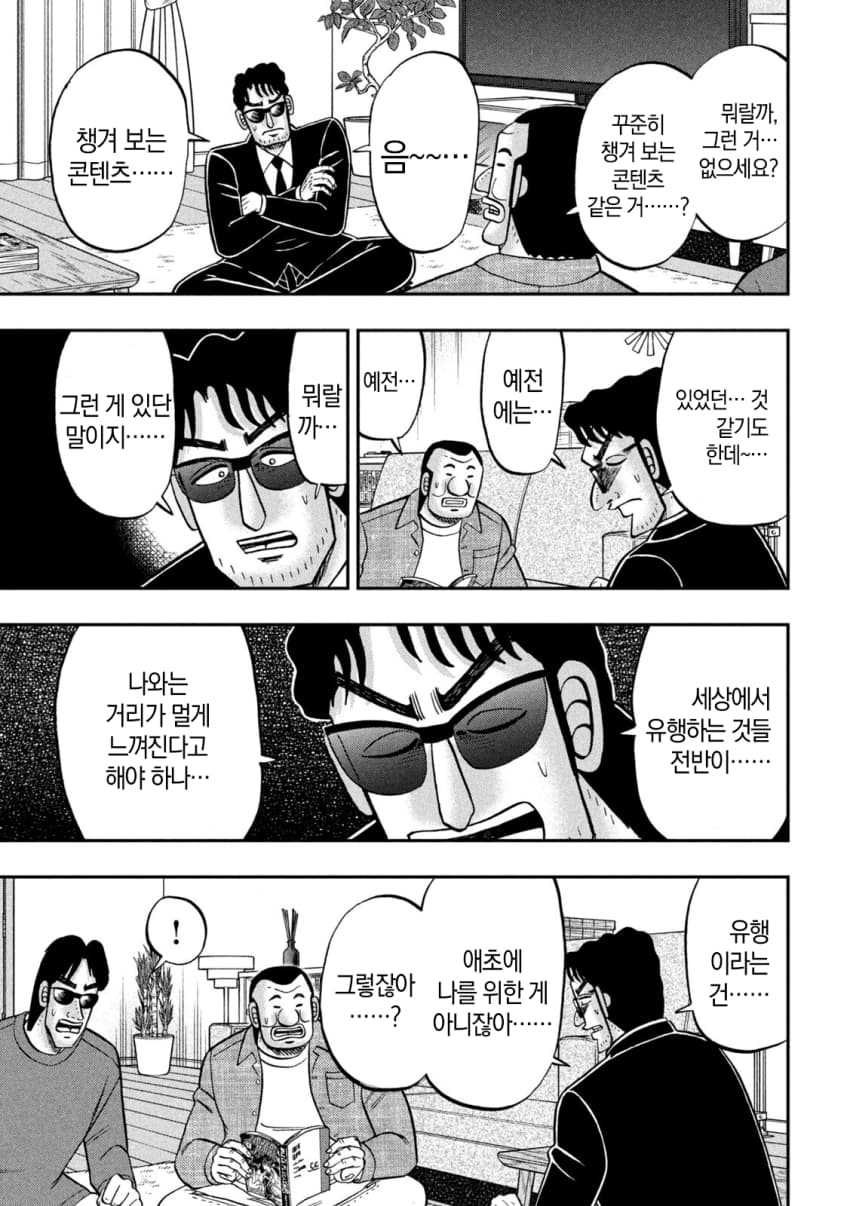 뭐랄까,
그런 거…
없으세요?
꾸준히
챙겨 보는
콘텐츠
같은 거……?
음~~…
챙겨 보는
콘텐츠……
있었던… 것
같기도
한데~…
예전
에는…
예전…
뭐랄
까…
그런 게 있단
말이지……
세상에서
유행하는 것들
전반이……
나와는
거리가 멀게
느껴진다고
해야 하나…
유행
이라는
건……
애초에
나를 위한 게
아니잖아……
그렇잖아
……?
!